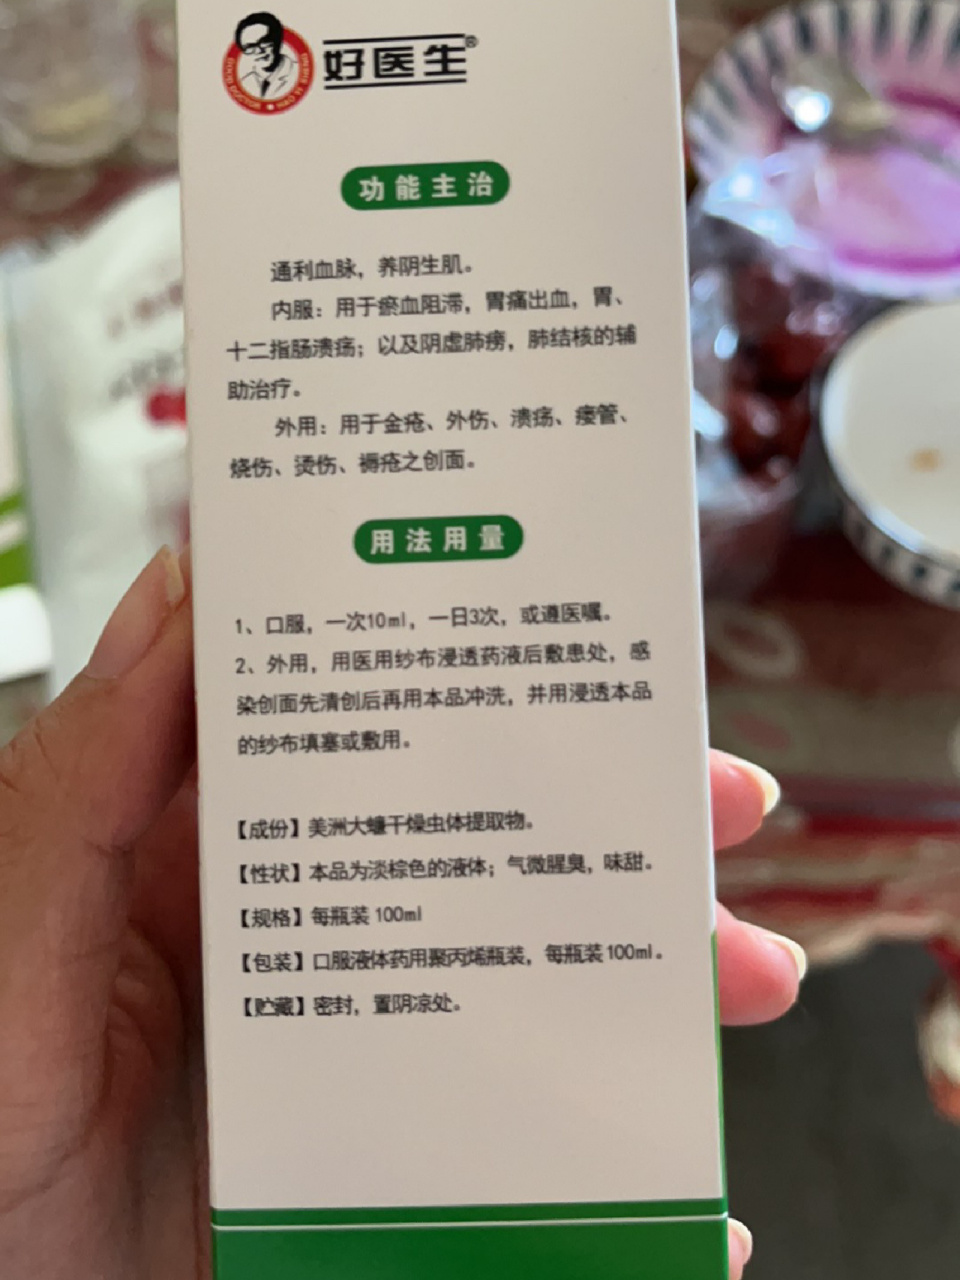 好医生®
功能主治
通利血脉，养阴生肌。
内服：用于瘀血阻滞，胃痛出血，胃、
十二指肠溃疡；以及阴虚肺痨，肺结核的辅
助治疗。
外用：用于金疮、外伤、溃疡、瘘管、
烧伤、烫伤、褥疮之创面。
用法用量
1、口服，一次10ml，一日3次，或遵医嘱。
2、外用，用医用纱布浸透药液后敷患处，感
染创面先清创后再用本品冲洗，并用浸透本品
的纱布填塞或敷用。
【成份】美洲大蠊干燥虫体提取物。
【性状】本品为淡棕色的液体；气微腥臭，味甜。
【规格】每瓶装 100ml
【包装】口服液体药用聚丙烯瓶装，每瓶装100ml。
【贮藏】密封，置阴凉处。